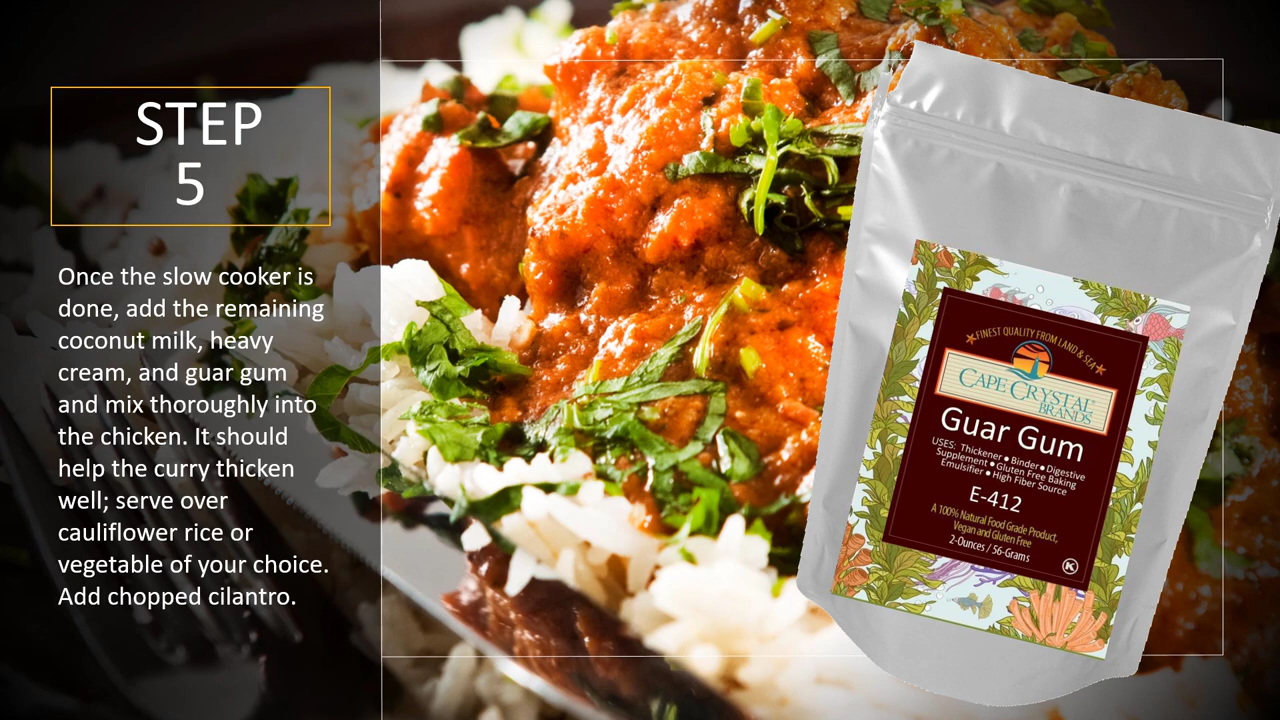 STEP
5
Once the slow cooker is
done, add the remaining
coconut milk, heavy
cream, and guar gum
and mix thoroughly into
the chicken. It should
help the curry thicken
well; serve over
cauliflower rice or
vegetable of your choice.
Add chopped cilantro.
FINEST QUALITY FROM LAND & SEA
CAPE CRYSTAL®
BRANDS
Guar Gum
USES: Thickener • Binder • Digestive
Supplement • Gluten Free Baking
Emulsifier • High Fiber Source
E-412
A 100% Natural Food Grade Product,
Vegan and Gluten Free
2-Ounces / 56-Grams
K